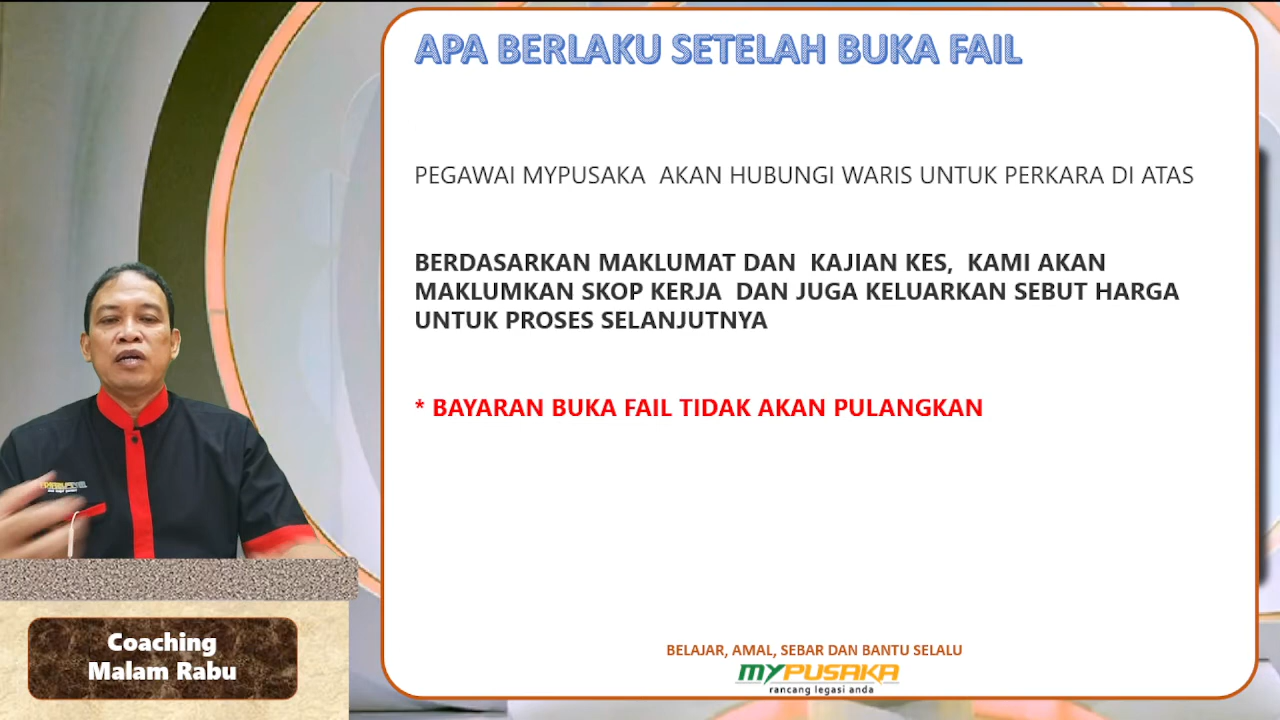 APA BERLAKU SETELAH BUKA FAIL
PEGAWAI MYPUSAKA AKAN HUBUNGI WARIS UNTUK PERKARA DI ATAS
BERDASARKAN MAKLUMAT DAN KAJIAN KES, KAMI AKAN
MAKLUMKAN SKOP KERJA DAN JUGA KELUARKAN SEBUT HARGA
UNTUK PROSES SELANJUTNYA
* BAYARAN BUKA FAIL TIDAK AKAN PULANGKAN
Coaching
Malam Rabu
BELAJAR, AMAL, SEBAR DAN BANTU SELALU
MYPUSAKA
rancang legasi anda